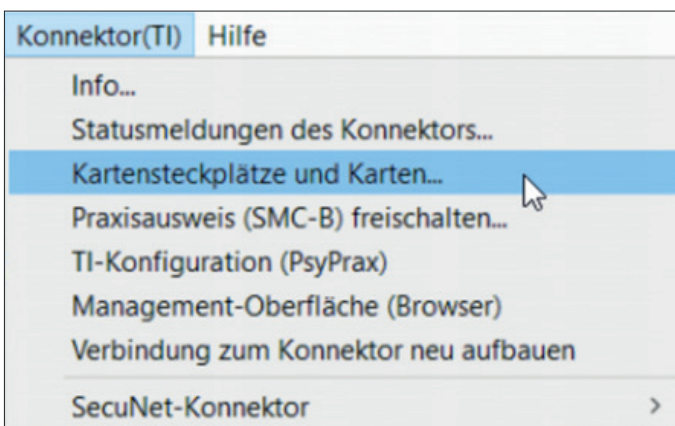 Konnektor(TI) Hilfe
Info...
Statusmeldungen des Konnektors...
Kartensteckplätze und Karten...
Praxisausweis (SMC-B) freischalten...
TI-Konfiguration (PsyPrax)
Management-Oberfläche (Browser)
Verbindung zum Konnektor neu aufbauen
SecuNet-Konnektor